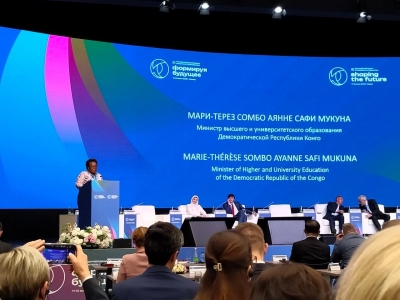 формируя
будущее
shaping
the future
МАРИ-ТЕРЕЗ СОМБО АЯННЕ САФИ МУКУНА
Министр высшего и университетского образования
Демократической Республики Конго
MARIE-THÉRÈSE SOMBO AYANNE SAFI MUKUNA
Minister of Higher and University Education
of the Democratic Republic of the Congo